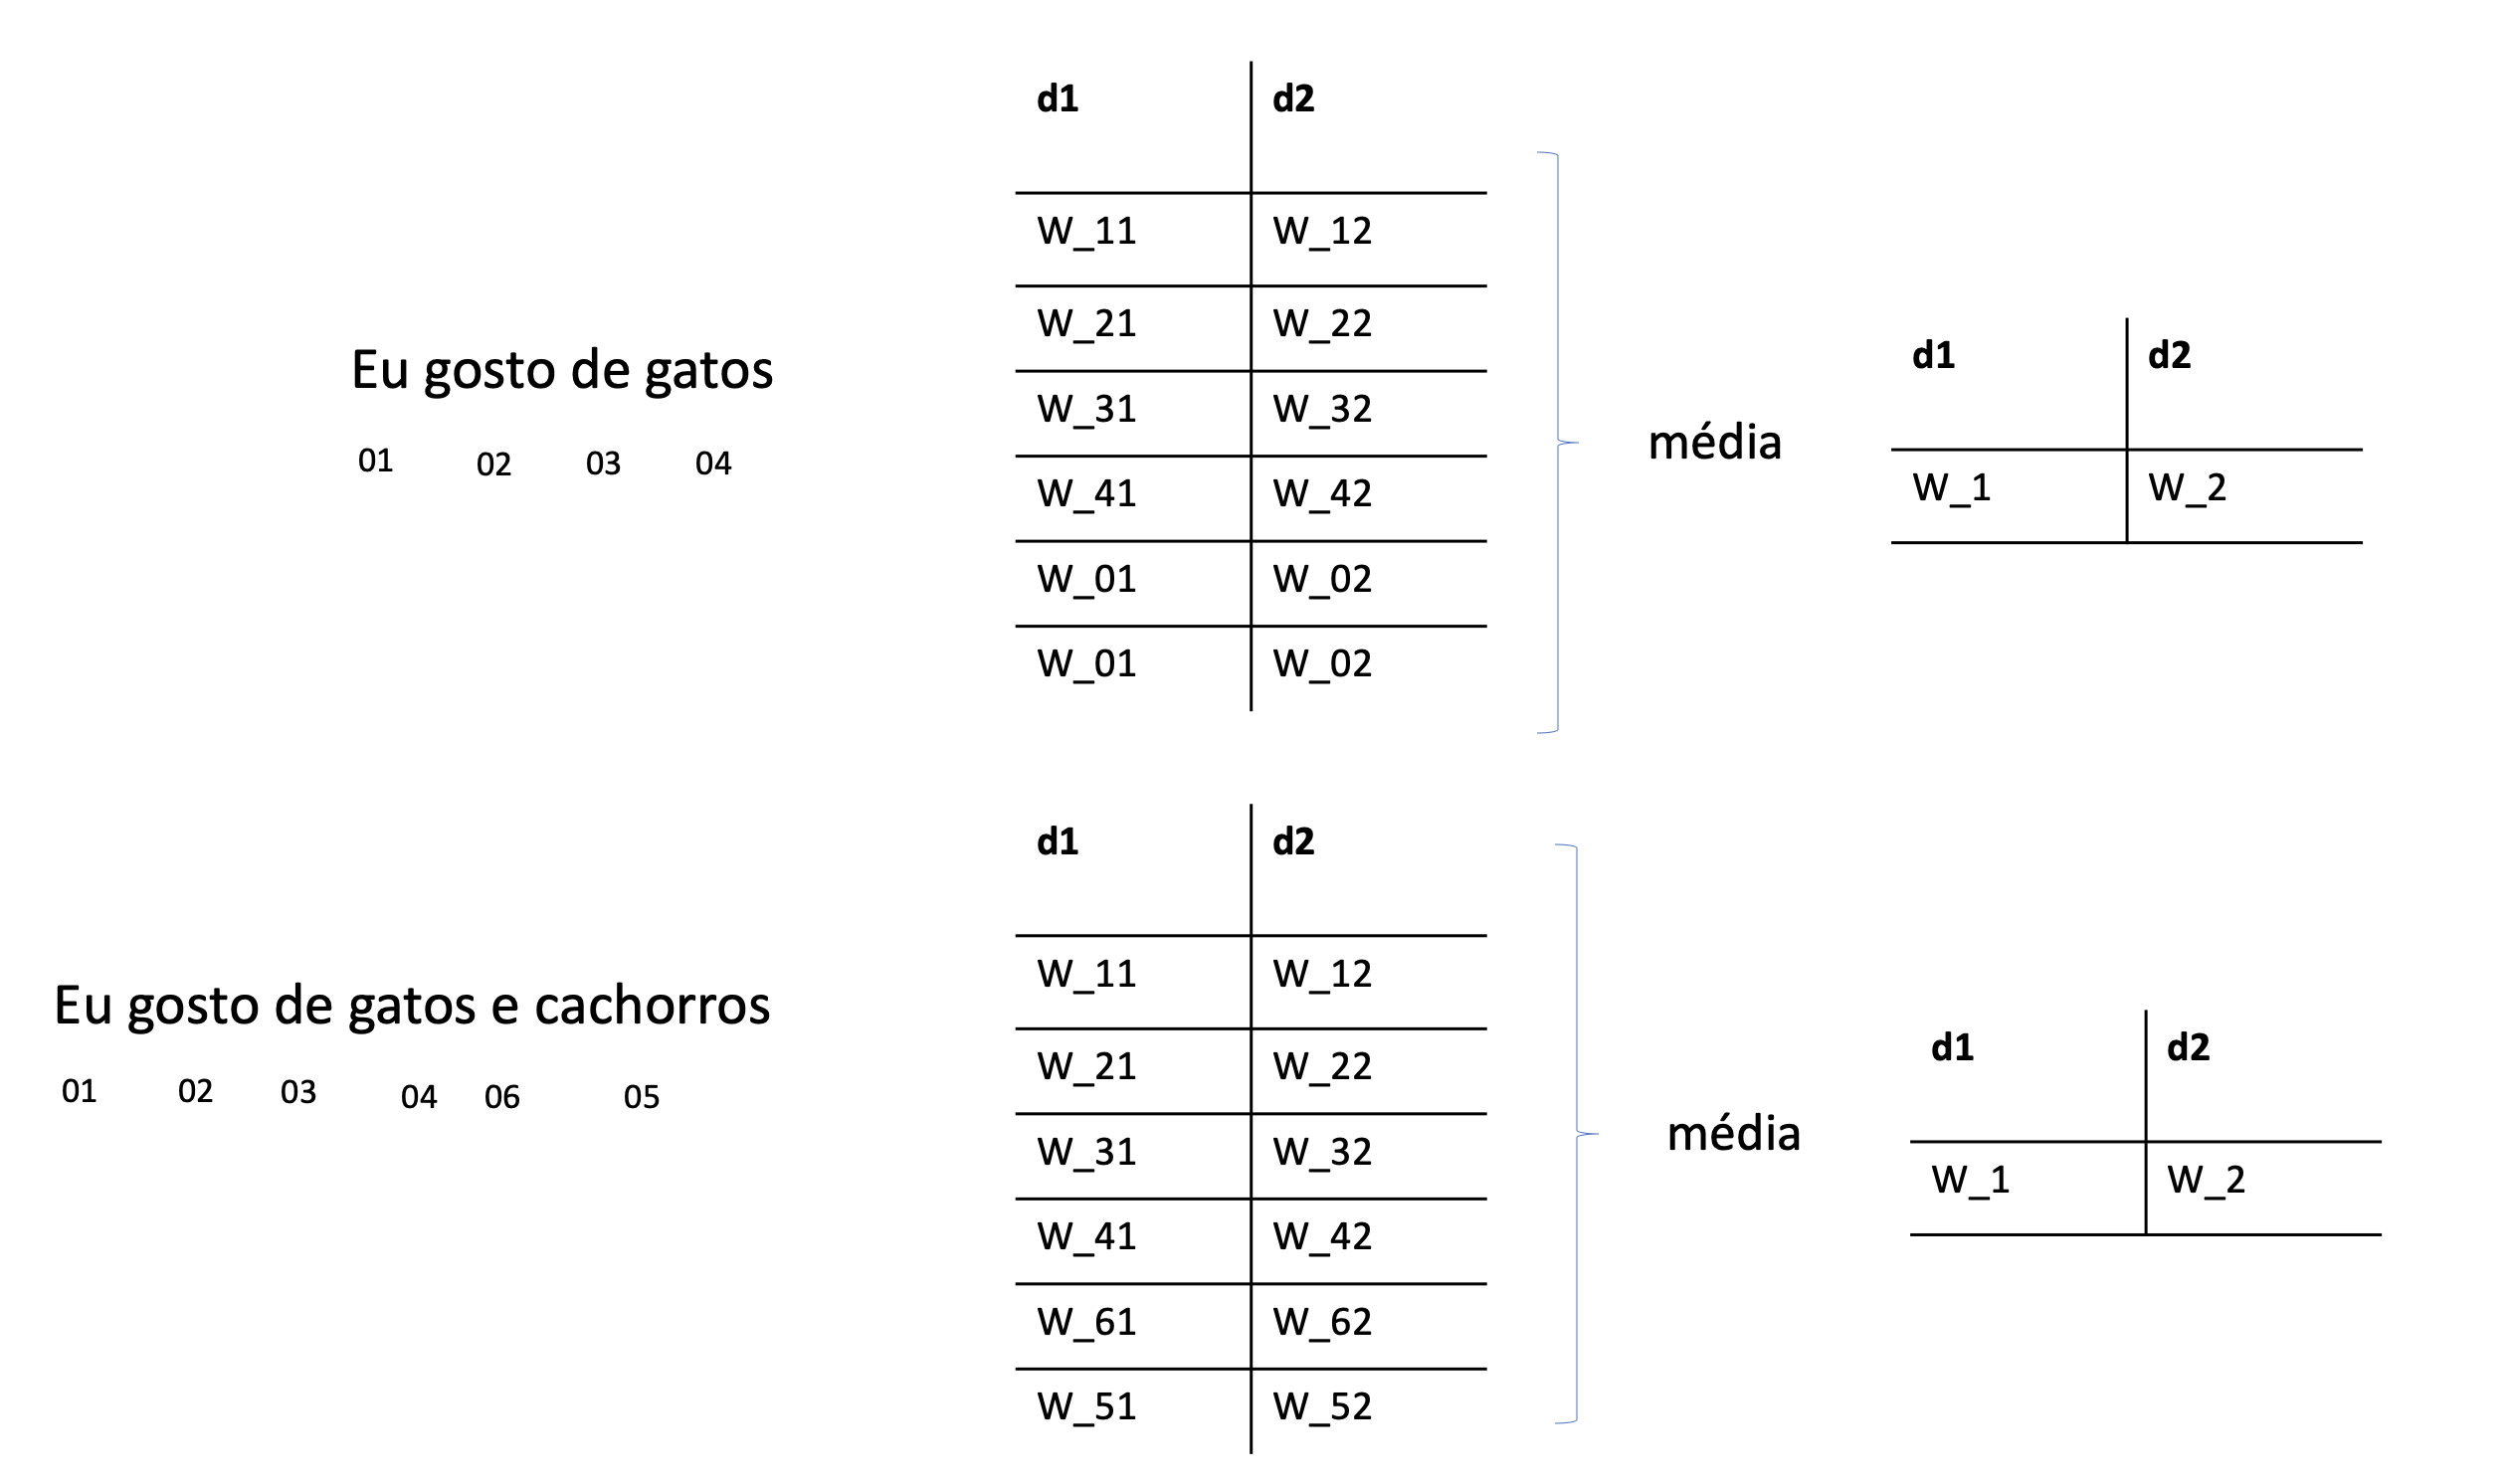 d1 d2
W_11 W_12
W_21 W_22
W_31 W_32
W_41 W_42
W_01 W_02
W_01 W_02
Eu gosto de gatos
01 02 03 04
média
d1 d2
W_1 W_2
d1 d2
W_11 W_12
W_21 W_22
W_31 W_32
W_41 W_42
W_61 W_62
W_51 W_52
Eu gosto de gatos e cachorros
01 02 03 04 06 05
média
d1 d2
W_1 W_2